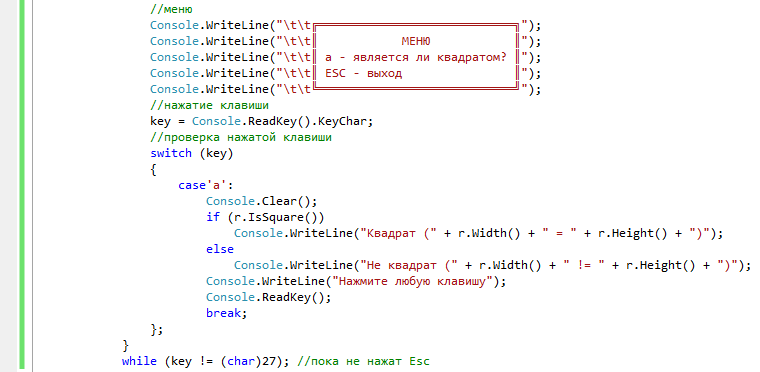 //меню
Console.WriteLine("\t\t╔════════════════════════════╗");
Console.WriteLine("\t\t║            МЕНЮ            ║");
Console.WriteLine("\t\t║ a - является ли квадратом? ║");
Console.WriteLine("\t\t║ ESC - выход                ║");
Console.WriteLine("\t\t╚════════════════════════════╝");
//нажатие клавиши
key = Console.ReadKey().KeyChar;
//проверка нажатой клавиши
switch (key)
{
case'a':
Console.Clear();
if (r.IsSquare())
Console.WriteLine("Квадрат (" + r.Width() + " = " + r.Height() + ")");
else
Console.WriteLine("Не квадрат (" + r.Width() + " != " + r.Height() + ")");
Console.WriteLine("Нажмите любую клавишу");
Console.ReadKey();
break;
};
}
while (key != (char)27); //пока не нажат Esc